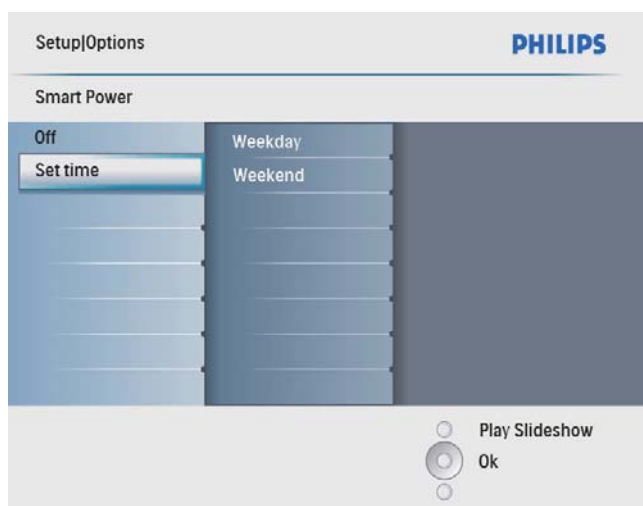 Setup|Options
PHILIPS
Smart Power
Off
Set time
Weekday
Weekend
Play Slideshow
Ok